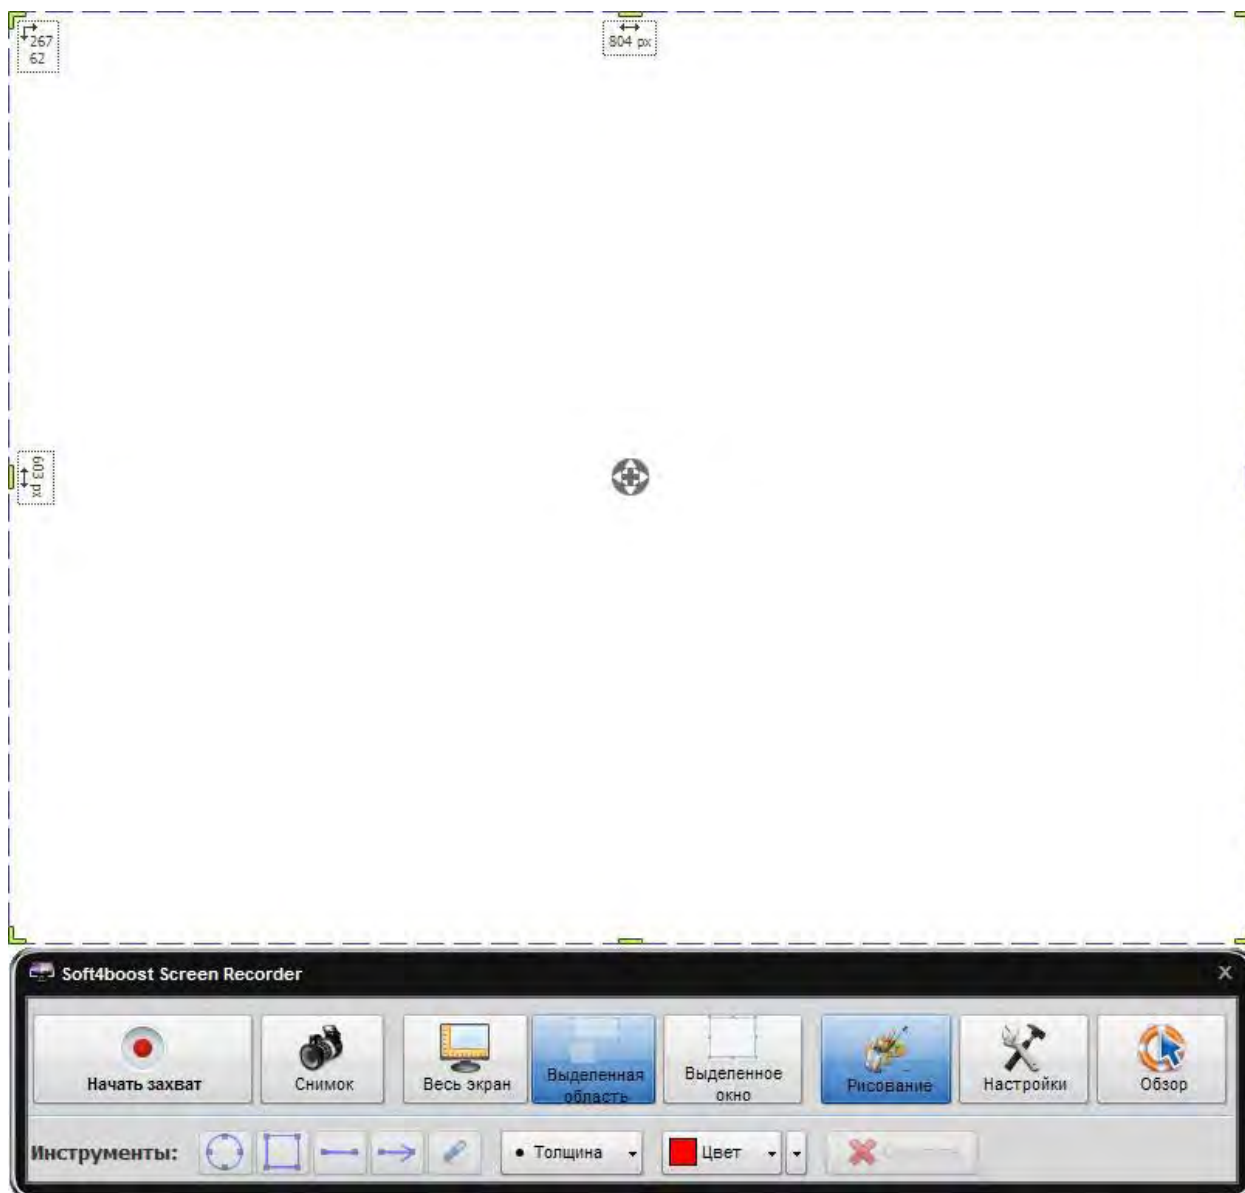 267
62
804 px
603 px
Soft4boost Screen Recorder
Начать захват
Снимок
Весь экран
Выделенная
область
Выделенное
окно
Рисование
Настройки
Обзор
Инструменты:
Толщина
Цвет